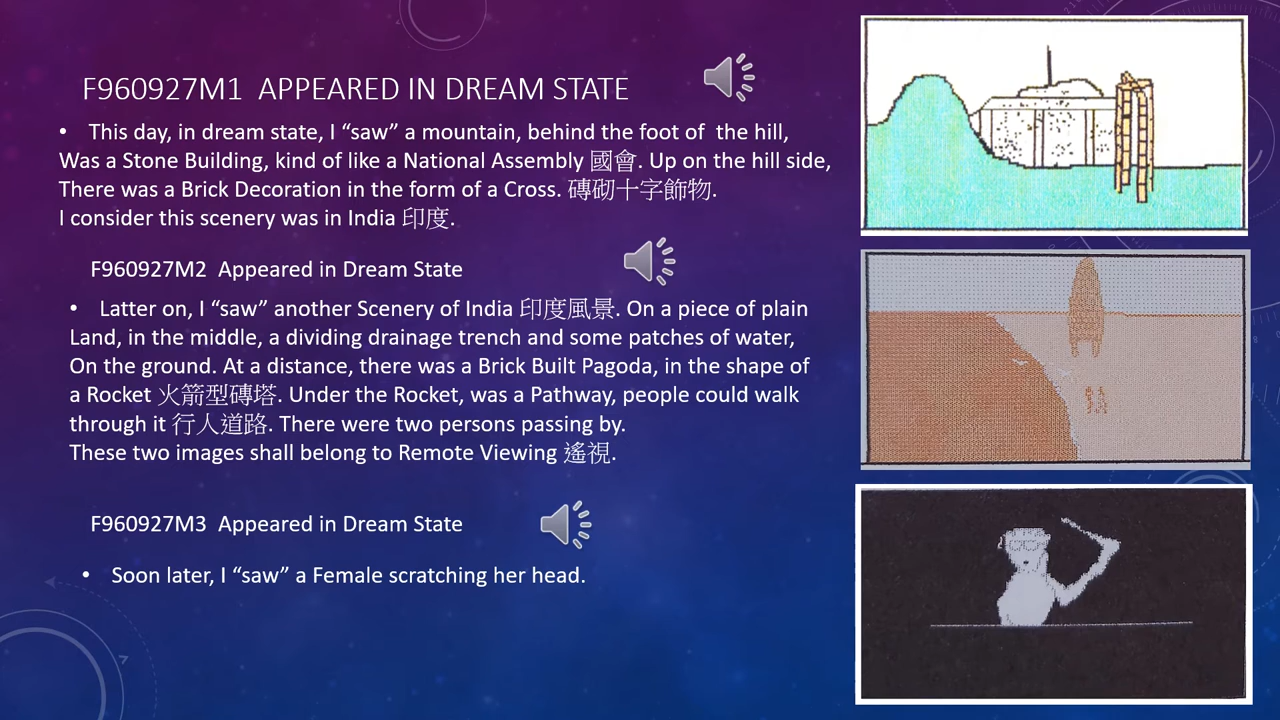 F960927M1 APPEARED IN DREAM STATE
• This day, in dream state, I “saw” a mountain, behind the foot of the hill,
Was a Stone Building, kind of like a National Assembly 國會. Up on the hill side,
There was a Brick Decoration in the form of a Cross. 磚砌十字飾物.
I consider this scenery was in India 印度.
F960927M2 Appeared in Dream State
• Latter on, I “saw” another Scenery of India 印度風景. On a piece of plain
Land, in the middle, a dividing drainage trench and some patches of water,
On the ground. At a distance, there was a Brick Built Pagoda, in the shape of
a Rocket 火箭型磚塔. Under the Rocket, was a Pathway, people could walk
through it 行人道路. There were two persons passing by.
These two images shall belong to Remote Viewing 遙視.
F960927M3 Appeared in Dream State
• Soon later, I “saw” a Female scratching her head.